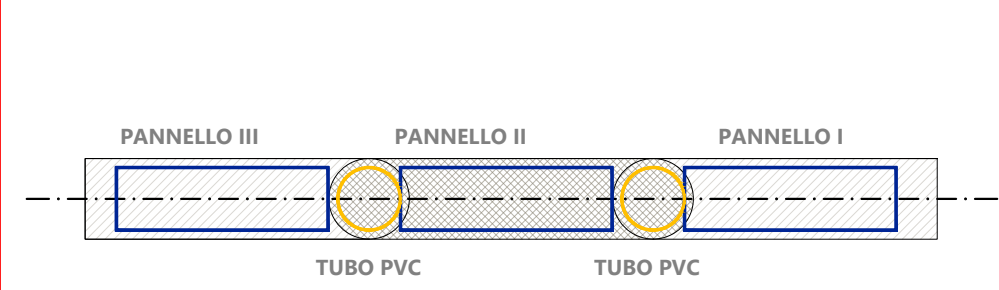 PANNELLO III
PANNELLO II
PANNELLO I
TUBO PVC
TUBO PVC